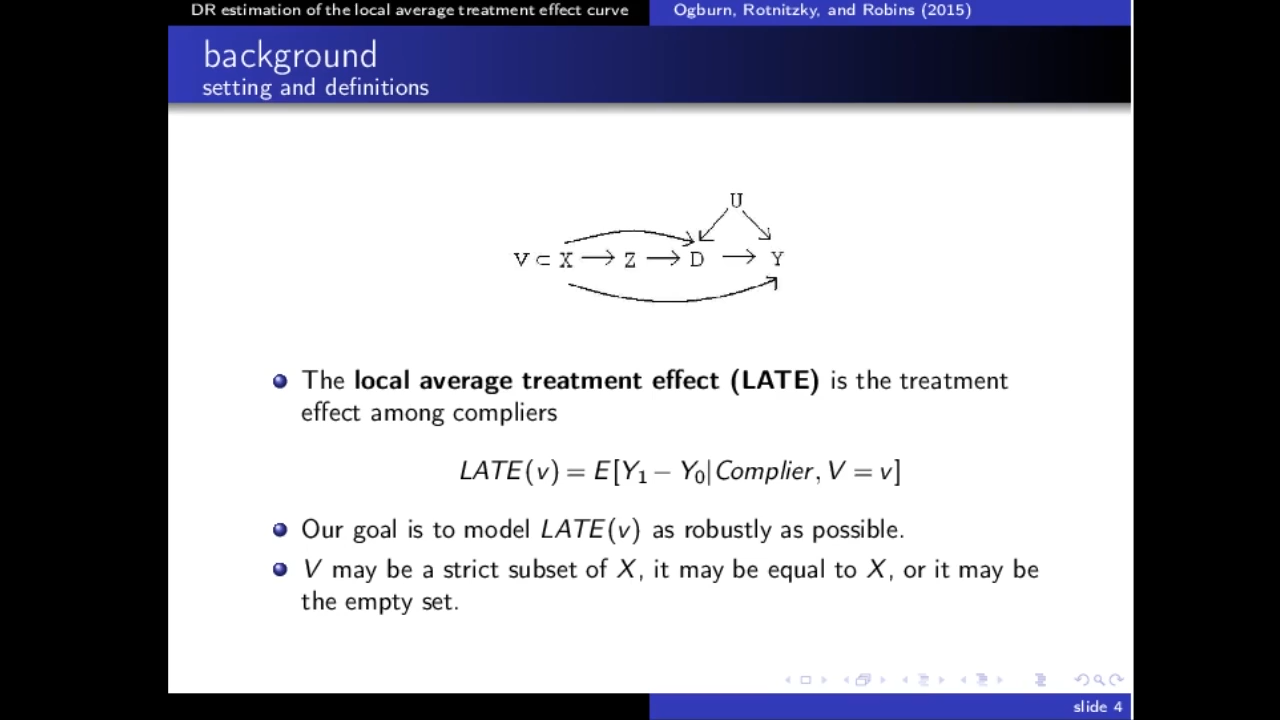 DR estimation of the local average treatment effect curve Ogburn, Rotnitzky, and Robins (2015)
background
setting and definitions
U
V ⊂ X → Z → D → Y
The local average treatment effect (LATE) is the treatment
effect among compliers
LATE(v) = E[Y₁ − Y₀|Complier, V = v]
Our goal is to model LATE(v) as robustly as possible.
V may be a strict subset of X, it may be equal to X, or it may be
the empty set.
slide 4